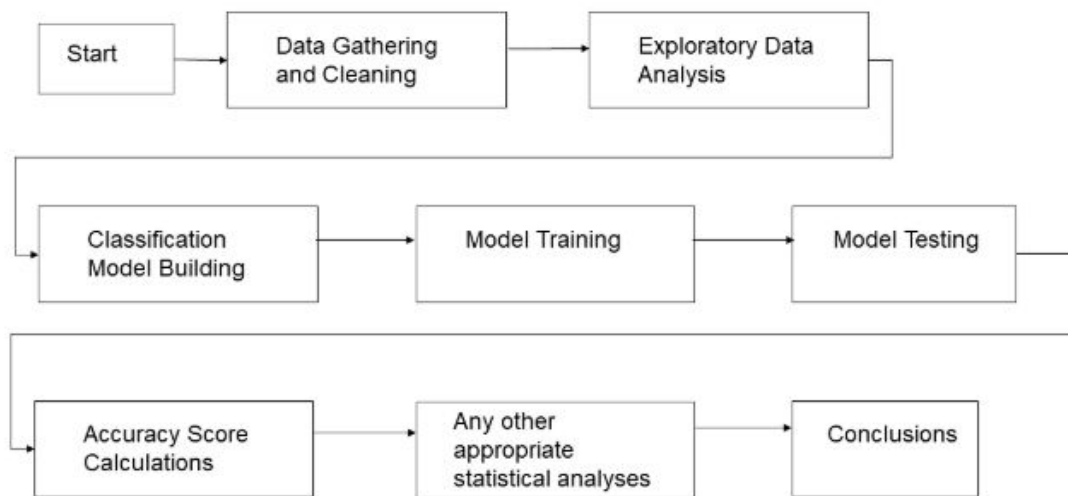 Start
Data Gathering
and Cleaning
Exploratory Data
Analysis
Classification
Model Building
Model Training
Model Testing
Accuracy Score
Calculations
Any other
appropriate
statistical analyses
Conclusions